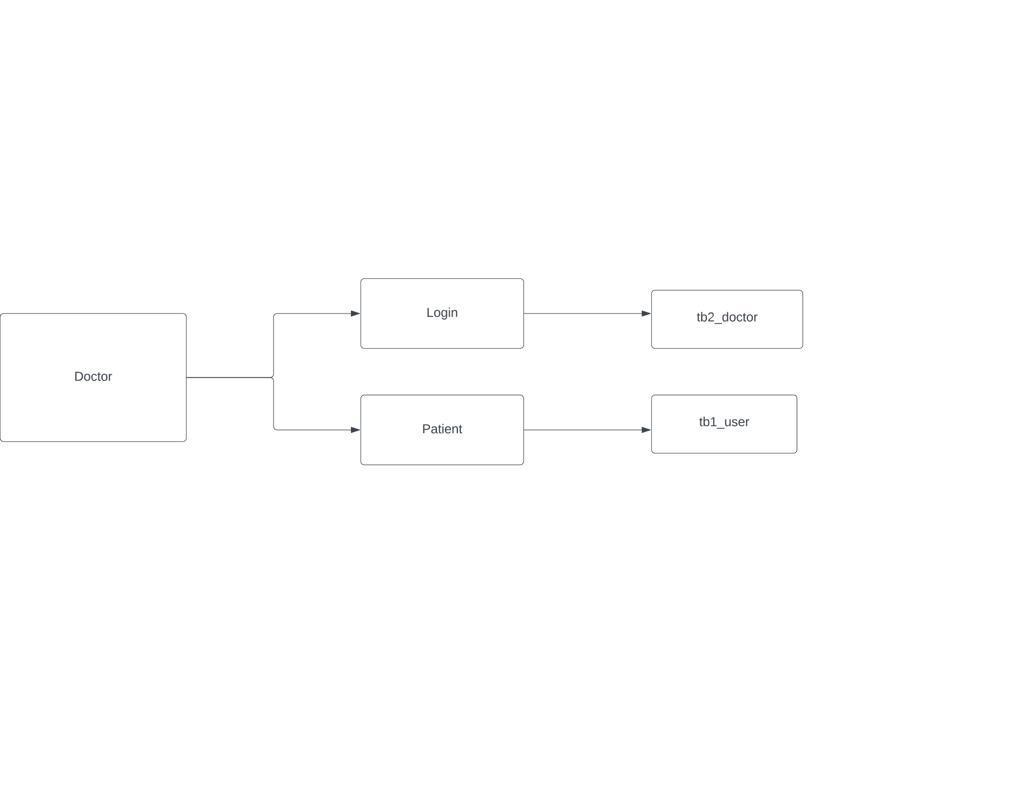 Doctor
Login
tb2_doctor
Patient
tb1_user